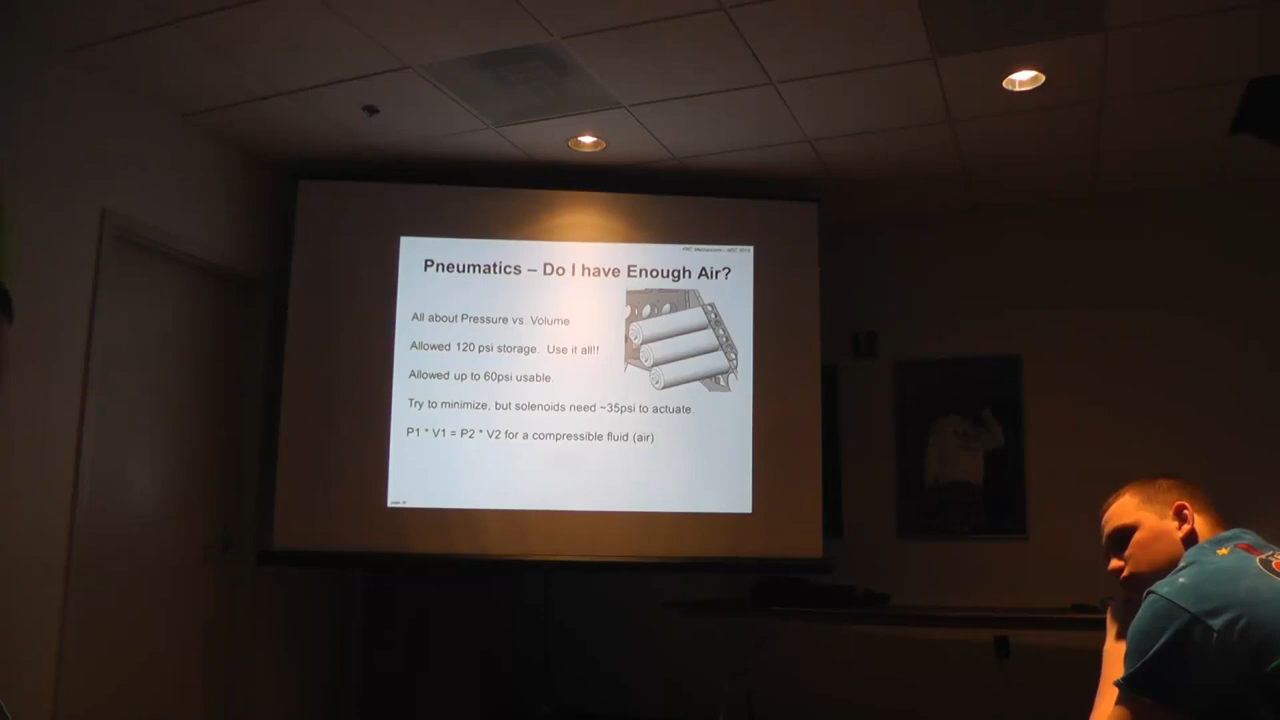 Pneumatics – Do I have Enough Air?
All about Pressure vs. Volume
Allowed 120 psi storage. Use it all!!
Allowed up to 60psi usable.
Try to minimize, but solenoids need ~35psi to actuate.
P1 * V1 = P2 * V2 for a compressible fluid (air)